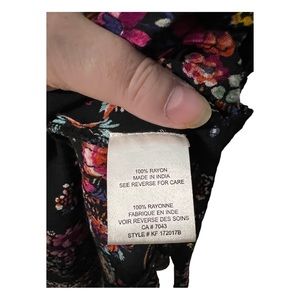 100% RAYON
MADE IN INDIA
SEE REVERSE FOR CARE
100% RAYONNE
FABRIQUE EN INDE
VOIR REVERSE DES SOINS
CA # 7043
STYLE # KF 172017B